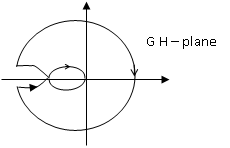 G H – plane